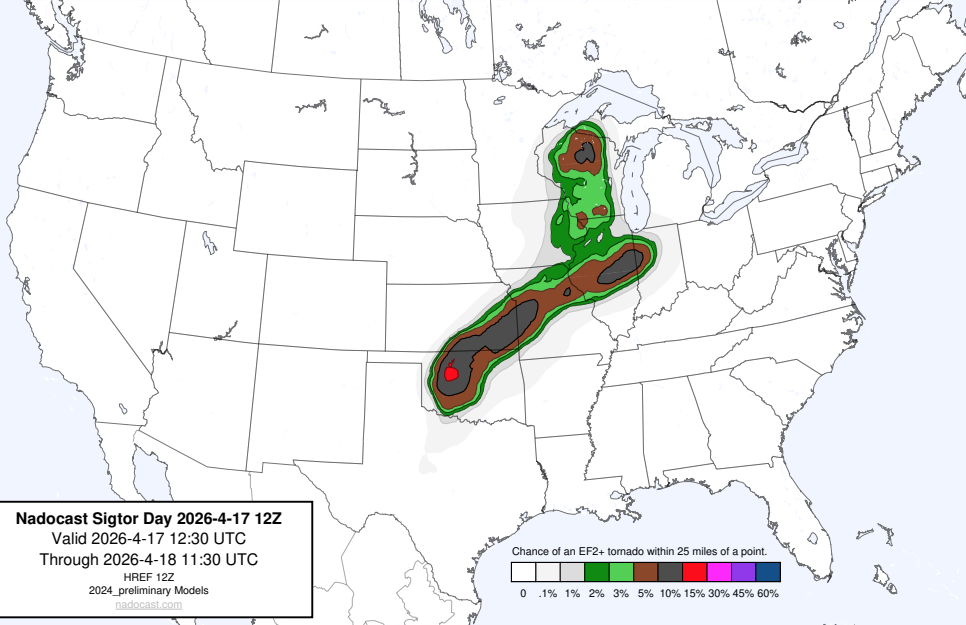 Nadocast Sigtor Day 2026-4-17 12Z
Valid 2026-4-17 12:30 UTC
Through 2026-4-18 11:30 UTC
HREF 12Z
2024_preliminary Models
nadocast.com
Chance of an EF2+ tornado within 25 miles of a point.
0 .1% 1% 2% 3% 5% 10% 15% 30% 45% 60%